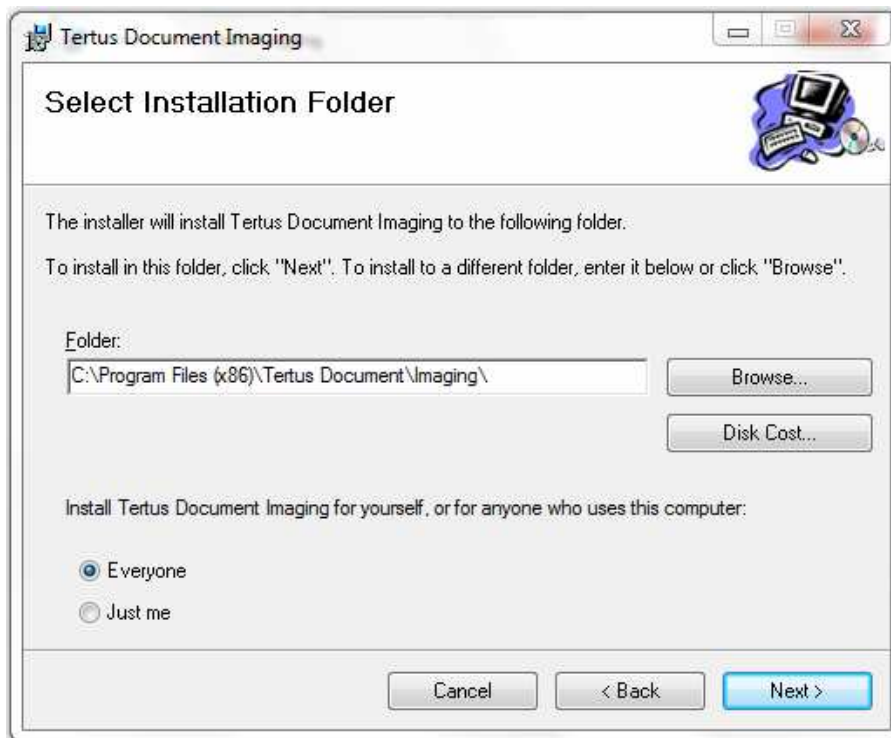 Tertus Document Imaging
Select Installation Folder
The installer will install Tertus Document Imaging to the following folder.
To install in this folder, click "Next". To install to a different folder, enter it below or click "Browse".
Folder:
C:\Program Files (x86)\Tertus Document\Imaging\
Browse...
Disk Cost...
Install Tertus Document Imaging for yourself, or for anyone who uses this computer:
Everyone
Just me
Cancel
< Back
Next >